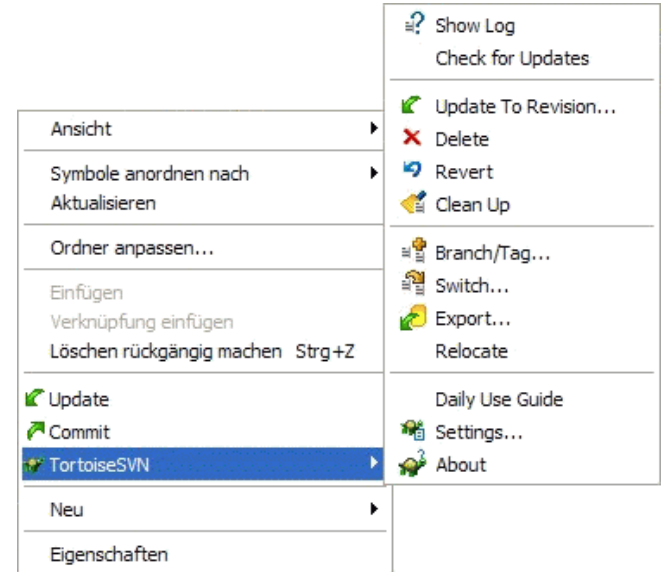 Ansicht
Symbole anordnen nach
Aktualisieren
Ordner anpassen...
Einfügen
Verknüpfung einfügen
Löschen rückgängig machen Strg+Z
Update
Commit
TortoiseSVN
Neu
Eigenschaften
Show Log
Check for Updates
Update To Revision...
Delete
Revert
Clean Up
Branch/Tag...
Switch...
Export...
Relocate
Daily Use Guide
Settings...
About